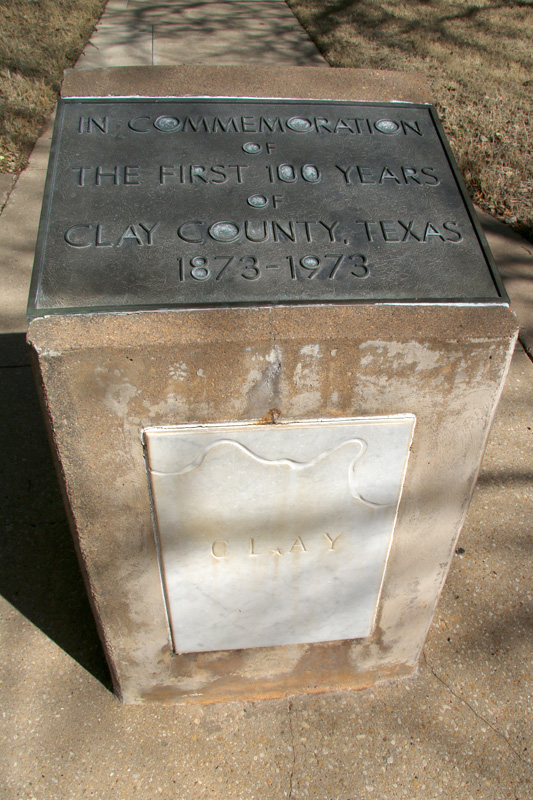 IN COMMEMORATION
OF
THE FIRST 100 YEARS
OF
CLAY COUNTY, TEXAS
1873-1973
CLAY